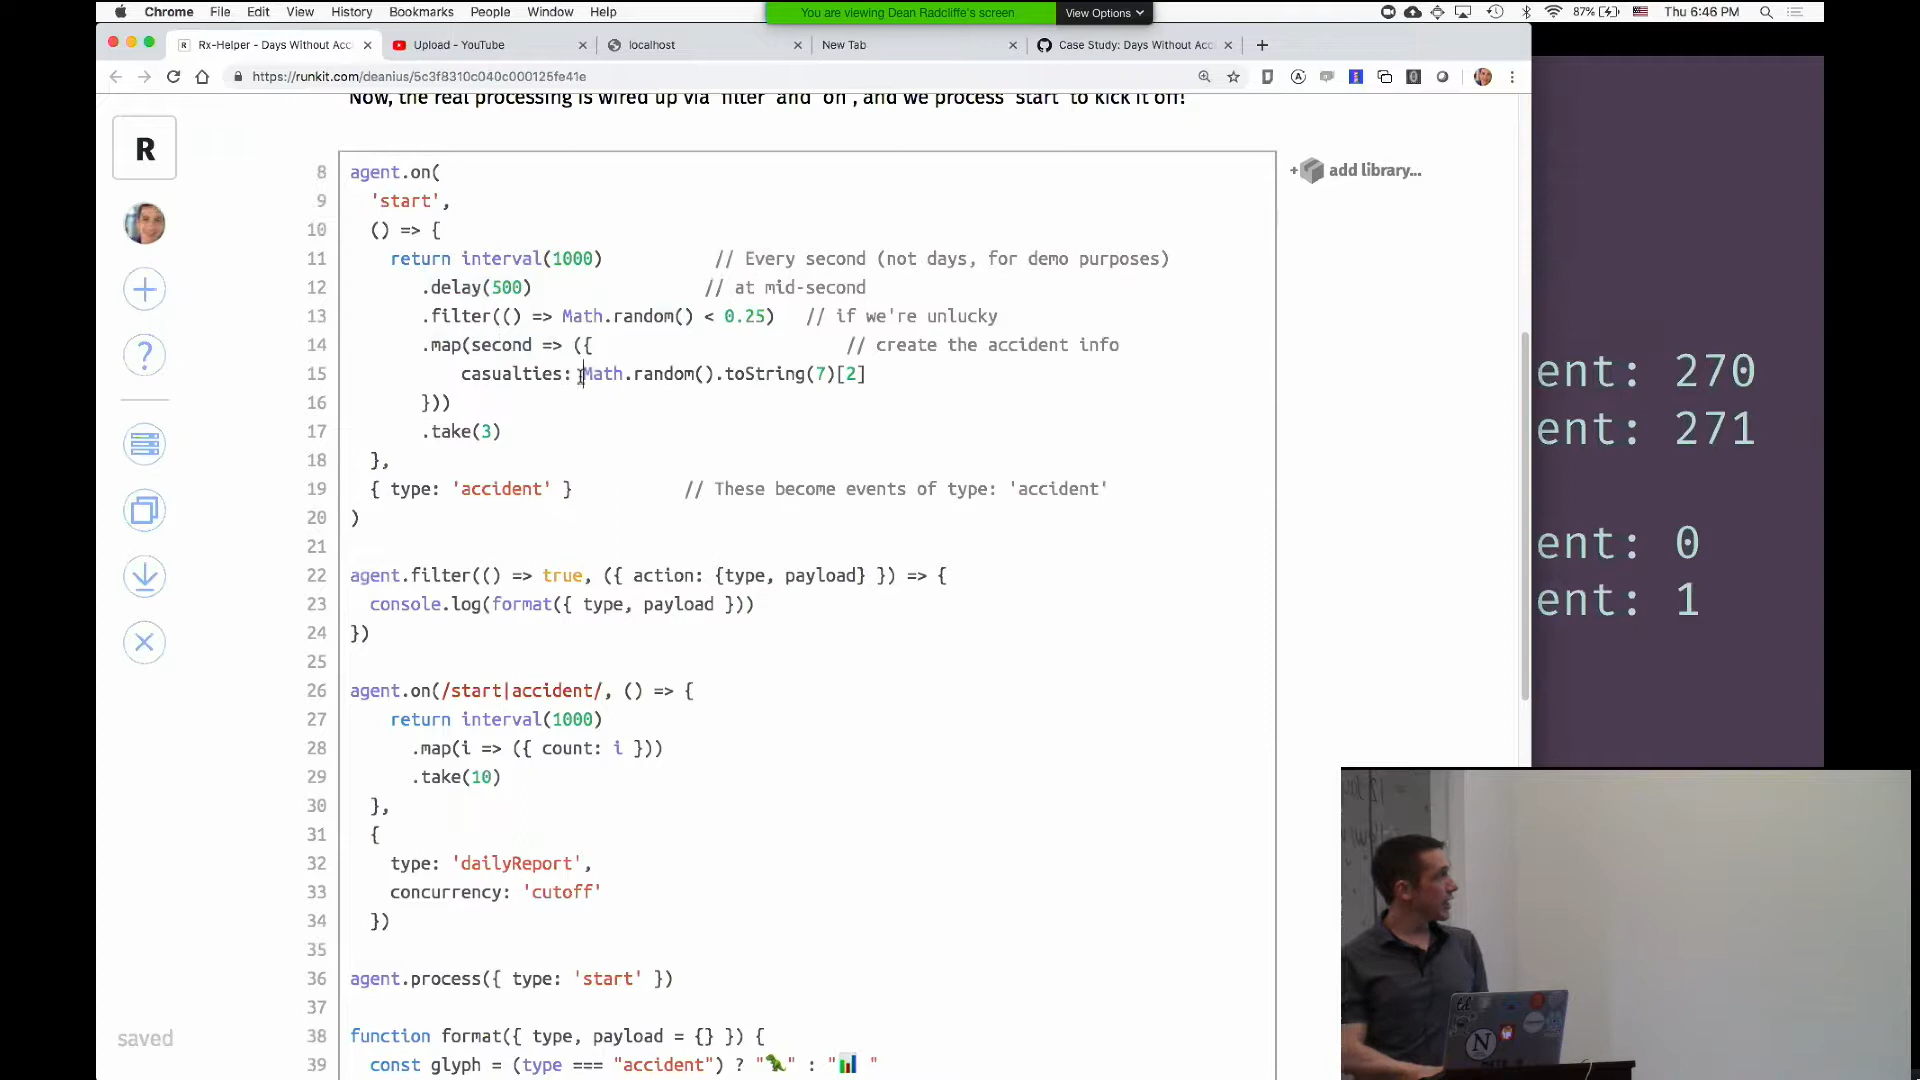 Chrome File Edit View History Bookmarks People Window Help
You are viewing Dean Radcliffe's screen
View Options
87%
Thu 6:46 PM
Rx-Helper - Days Without Acc
Upload - YouTube
localhost
New Tab
Case Study: Days Without Acc
https://runkit.com/deanius/5c3f8310c040c000125fe41e
Now, the real processing is wired up via `filter` and `on`, and we process `start` to kick it off!
R
add library...
8 agent.on(
9 'start',
10 () => {
11 return interval(1000) // Every second (not days, for demo purposes)
12 .delay(500) // at mid-second
13 .filter(() => Math.random() < 0.25) // if we're unlucky
14 .map(second => ({ // create the accident info
15 casualties: Math.random().toString(7)[2]
16 }))
17 .take(3)
18 },
19 { type: 'accident' } // These become events of type: 'accident'
20 )
21
22 agent.filter(() => true, ({ action: {type, payload} }) => {
23 console.log(format({ type, payload }))
24 })
25
26 agent.on(/start|accident/, () => {
27 return interval(1000)
28 .map(i => ({ count: i }))
29 .take(10)
30 },
31 {
32 type: 'dailyReport',
33 concurrency: 'cutoff'
34 })
35
36 agent.process({ type: 'start' })
37
38 function format({ type, payload = {} }) {
39 const glyph = (type === "accident") ? "🦖" : "📊 "
saved
ent: 270
ent: 271
ent: 0
ent: 1
N